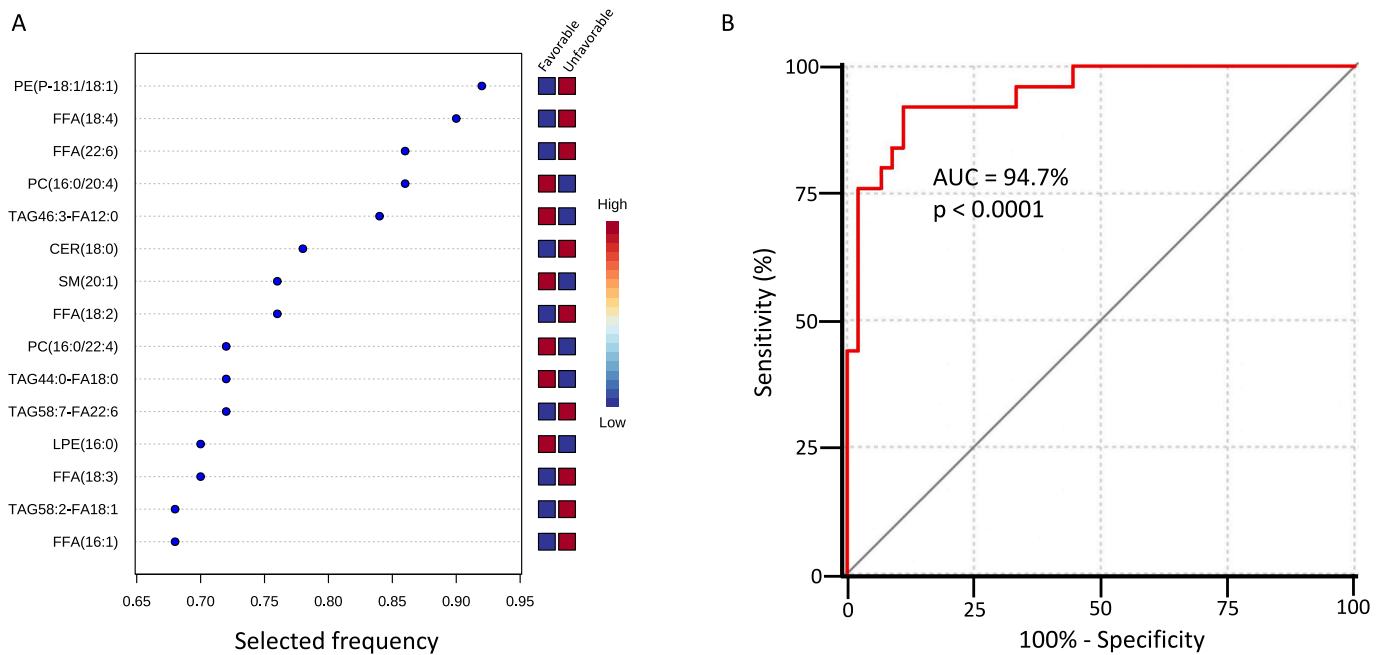 A
Favorable
Unfavorable
PE(P-18:1/18:1)
FFA(18:4)
FFA(22:6)
PC(16:0/20:4)
TAG46:3-FA12:0
CER(18:0)
SM(20:1)
FFA(18:2)
PC(16:0/22:4)
TAG44:0-FA18:0
TAG58:7-FA22:6
LPE(16:0)
FFA(18:3)
TAG58:2-FA18:1
FFA(16:1)
0.65 0.70 0.75 0.80 0.85 0.90 0.95
Selected frequency
High
Low
B
100
75
50
25
0
Sensitivity (%)
AUC = 94.7%
p < 0.0001
0 25 50 75 100
100% - Specificity